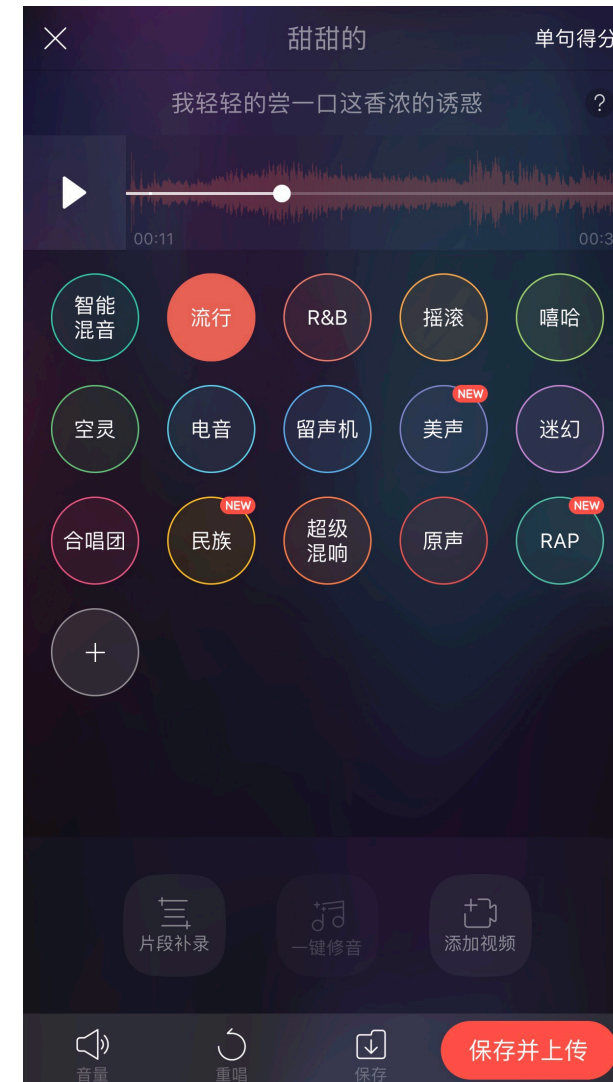 甜甜的
单句得分
我轻轻的尝一口这香浓的诱惑
?
00:11
00:3
智能
混音
流行
R&B
摇滚
嘻哈
空灵
电音
留声机
NEW
美声
迷幻
合唱团
NEW
民族
超级
混响
原声
NEW
RAP
片段补录
一键修音
添加视频
音量
重唱
保存
保存并上传